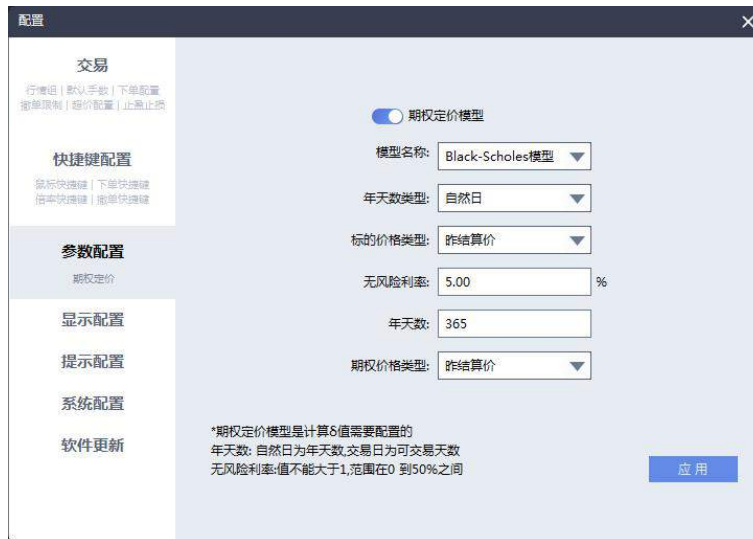 配置
交易
行情组 | 默认手数 | 下单配置
撤单限制 | 超价配置 | 止盈止损
快捷键配置
鼠标快捷键 | 下单快捷键
倍率快捷键 | 撤单快捷键
参数配置
期权定价
显示配置
提示配置
系统配置
软件更新
期权定价模型
模型名称: Black-Scholes模型
年天数类型: 自然日
标的价格类型: 昨结算价
无风险利率: 5.00 %
年天数: 365
期权价格类型: 昨结算价
*期权定价模型是计算δ值需要配置的
年天数: 自然日为年天数,交易日为可交易天数
无风险利率:值不能大于1,范围在0 到50%之间
应用